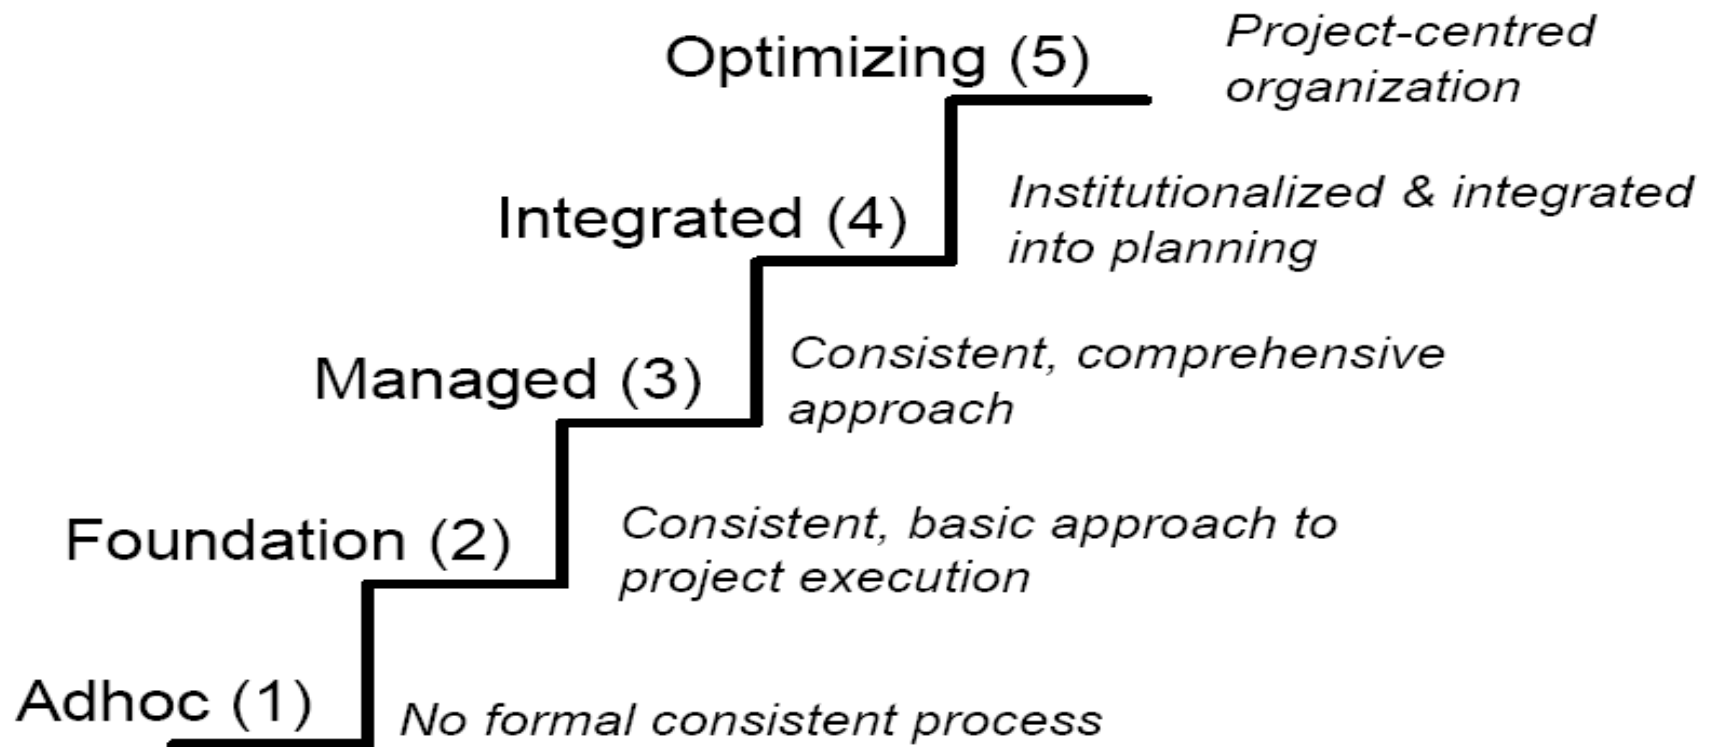 Optimizing (5)
Project-centred
organization
Integrated (4)
Institutionalized & integrated
into planning
Managed (3)
Consistent, comprehensive
approach
Foundation (2)
Consistent, basic approach to
project execution
Adhoc (1)
No formal consistent process